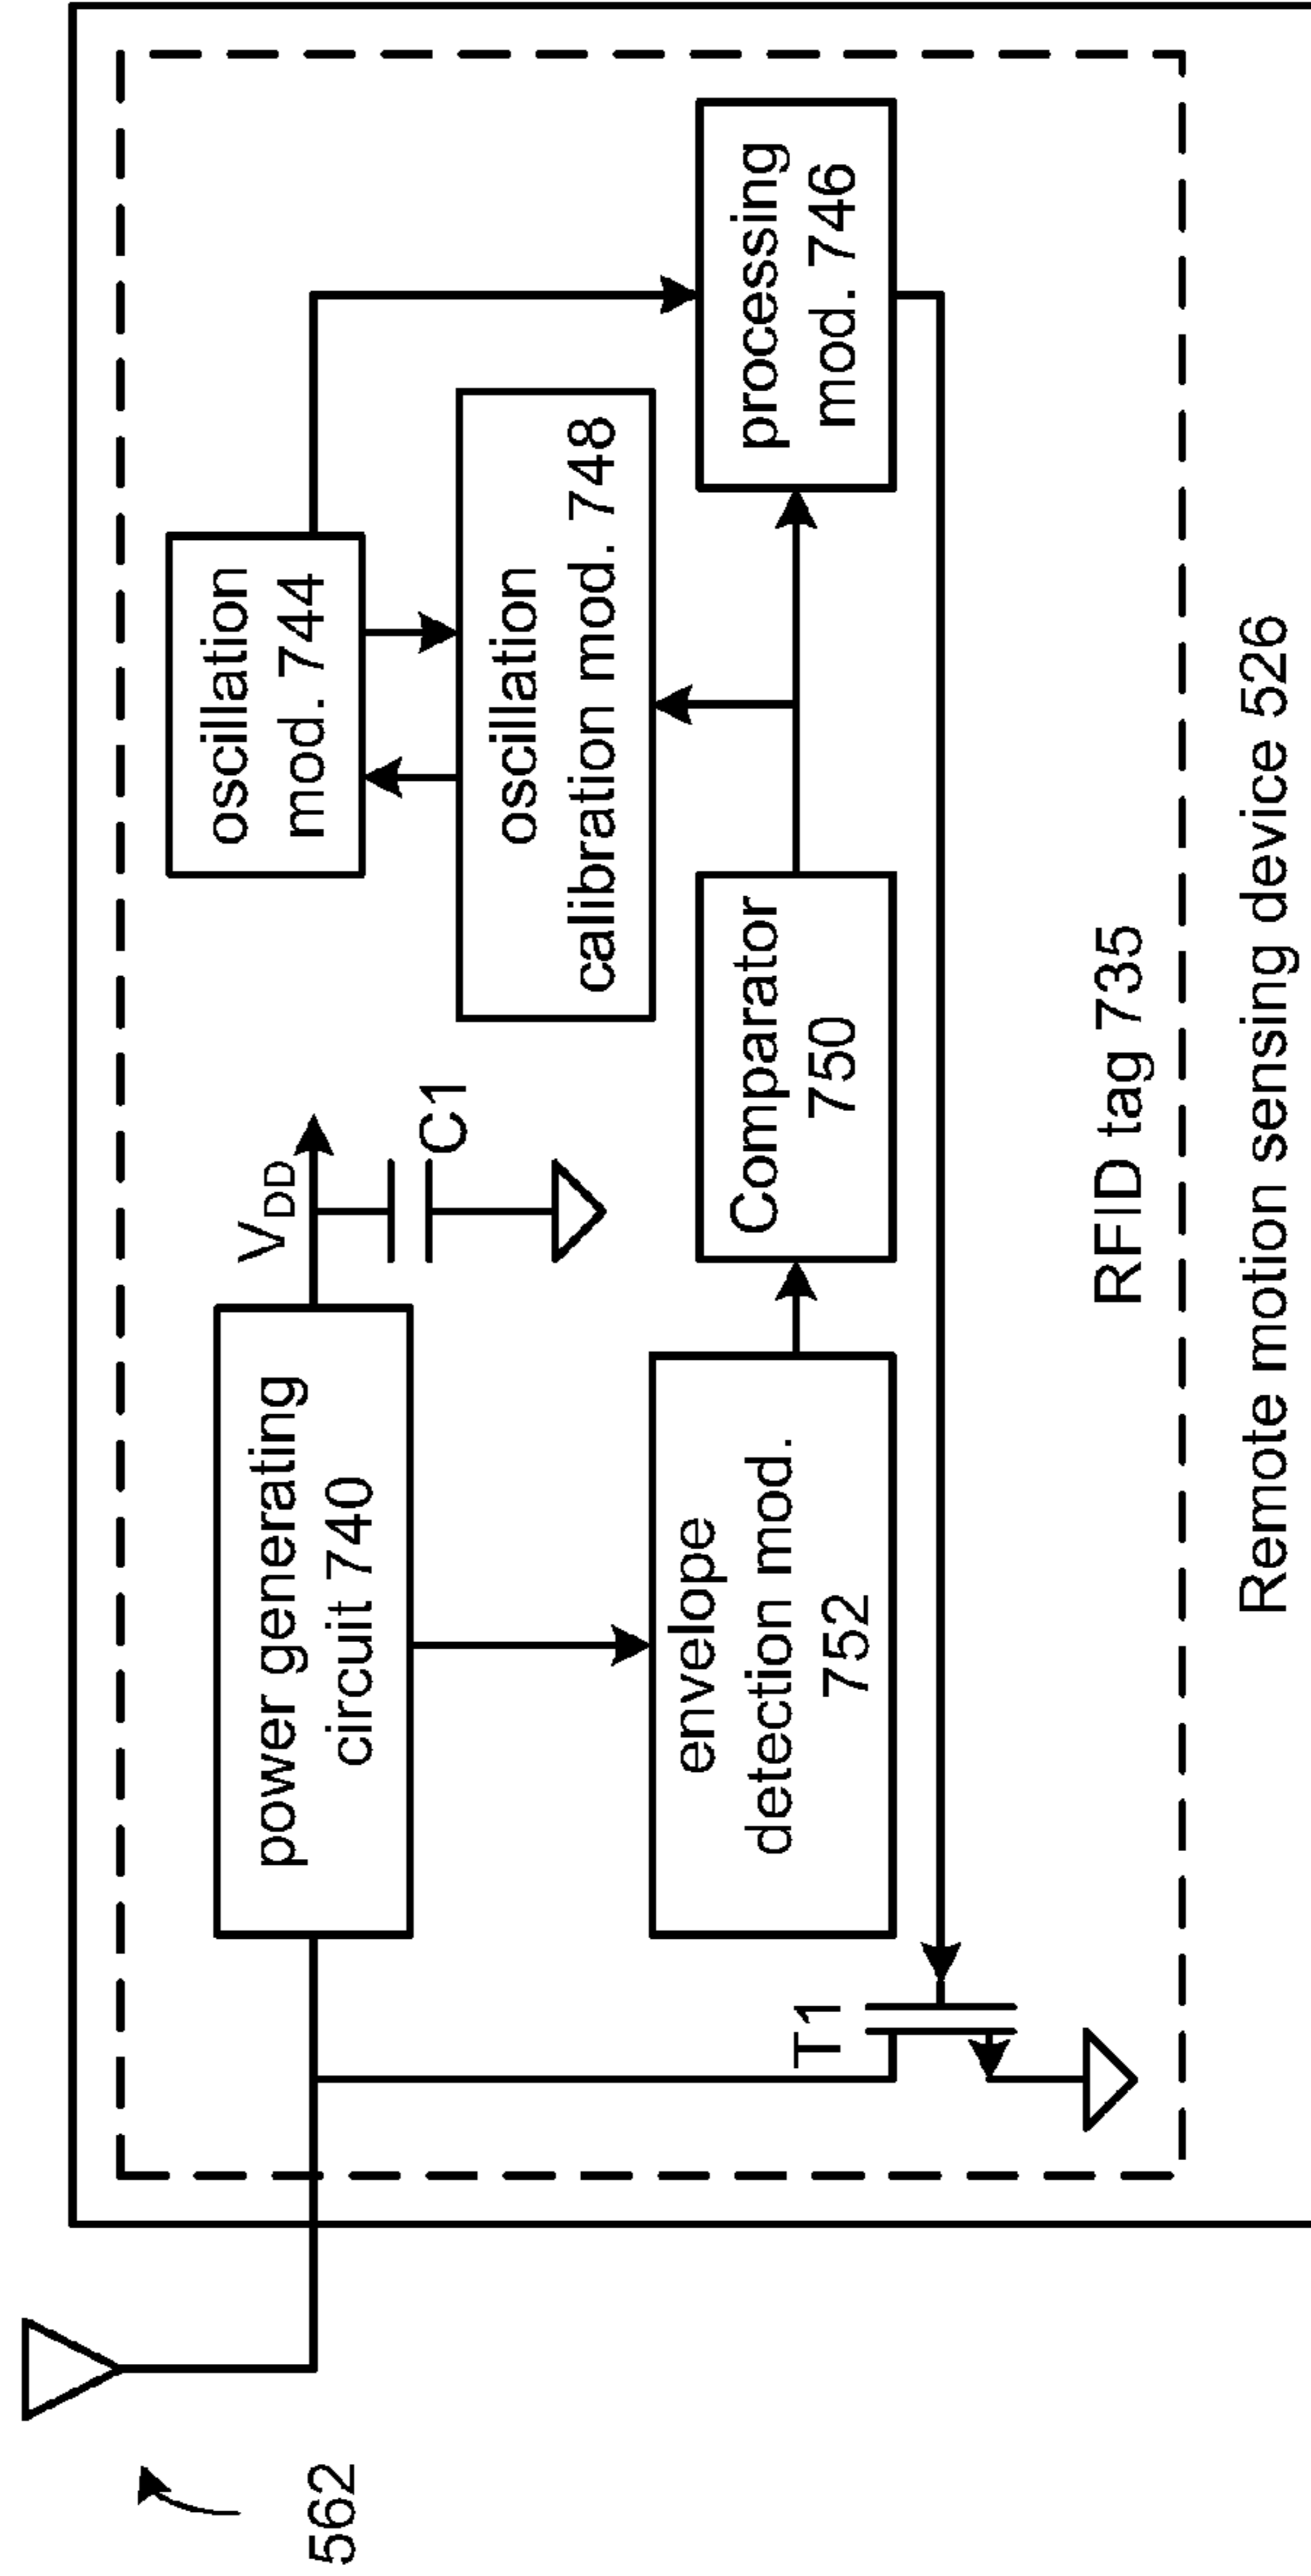 562
power generating
circuit 740
VDD
C1
oscillation
mod. 744
oscillation
calibration mod. 748
envelope
detection mod.
752
Comparator
750
processing
mod. 746
T1
RFID tag 735
Remote motion sensing device 526